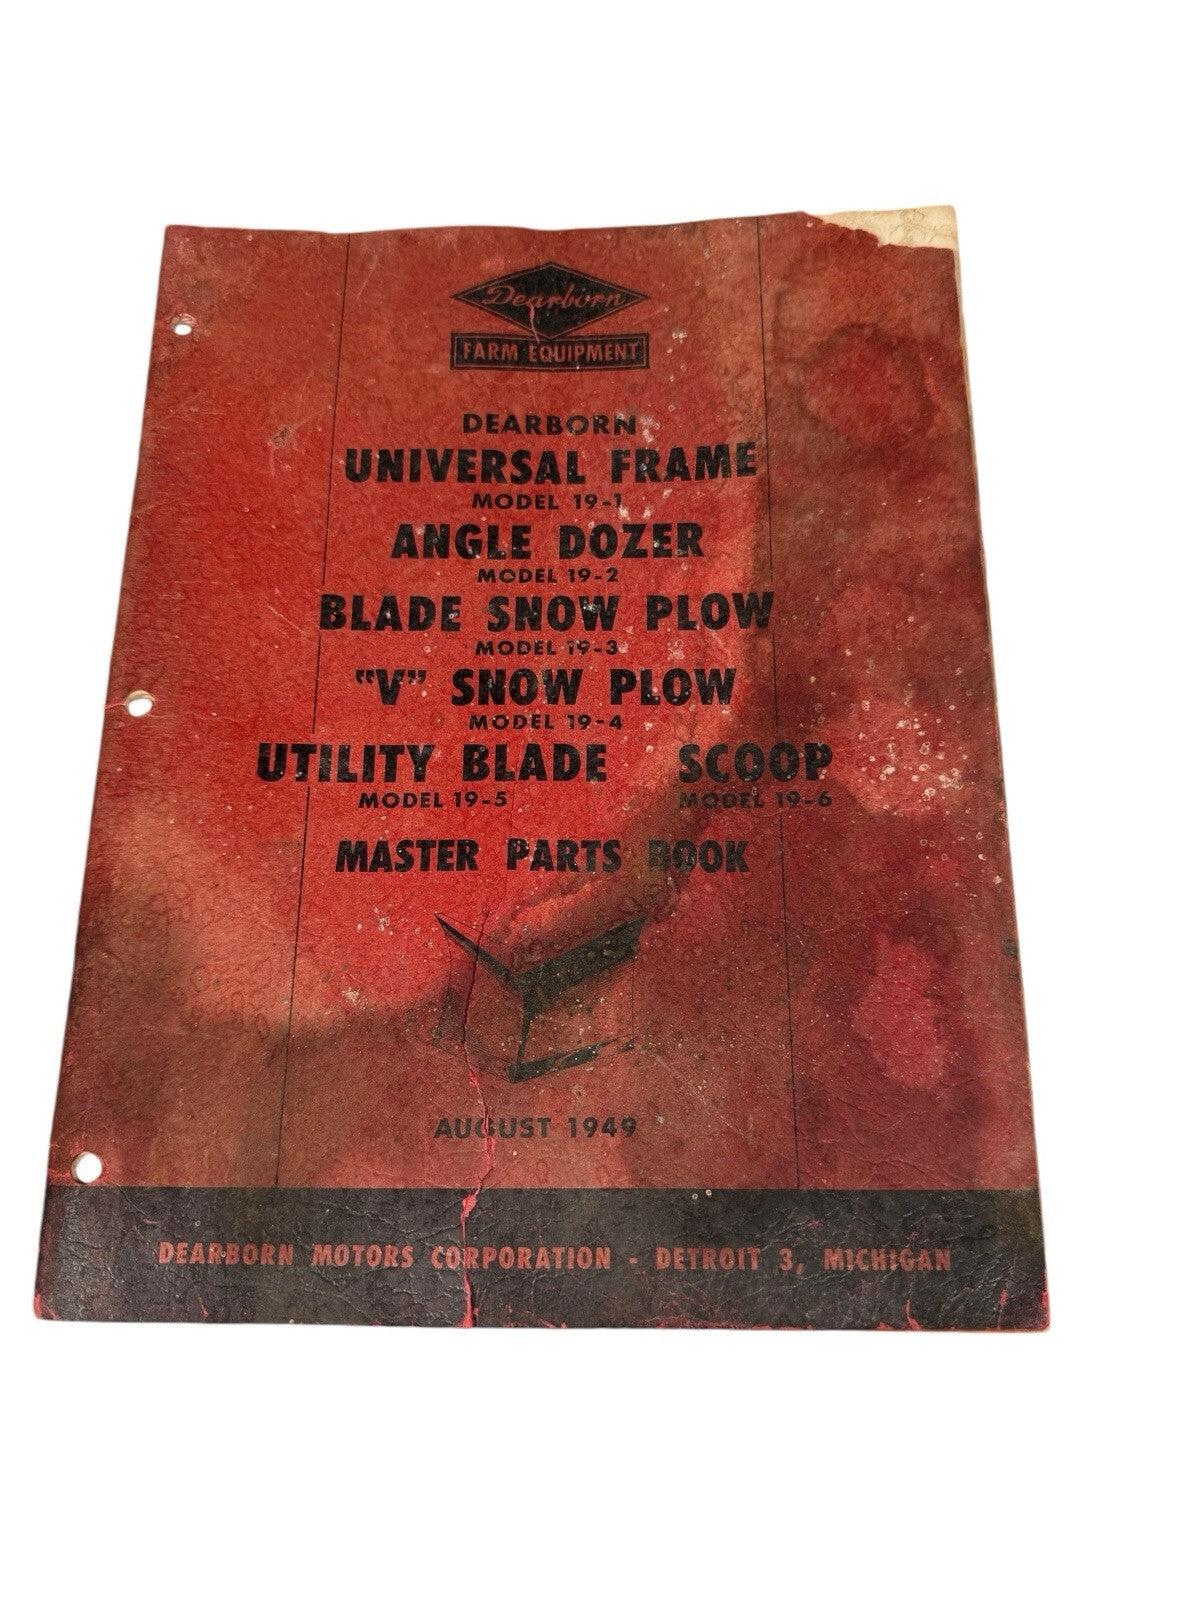 Dearborn
FARM EQUIPMENT
DEARBORN
UNIVERSAL FRAME
MODEL 19-1
ANGLE DOZER
MODEL 19-2
BLADE SNOW PLOW
MODEL 19-3
"V" SNOW PLOW
MODEL 19-4
UTILITY BLADE SCOOP
MODEL 19-5 MODEL 19-6
MASTER PARTS BOOK
AUGUST 1949
DEARBORN MOTORS CORPORATION - DETROIT 3, MICHIGAN